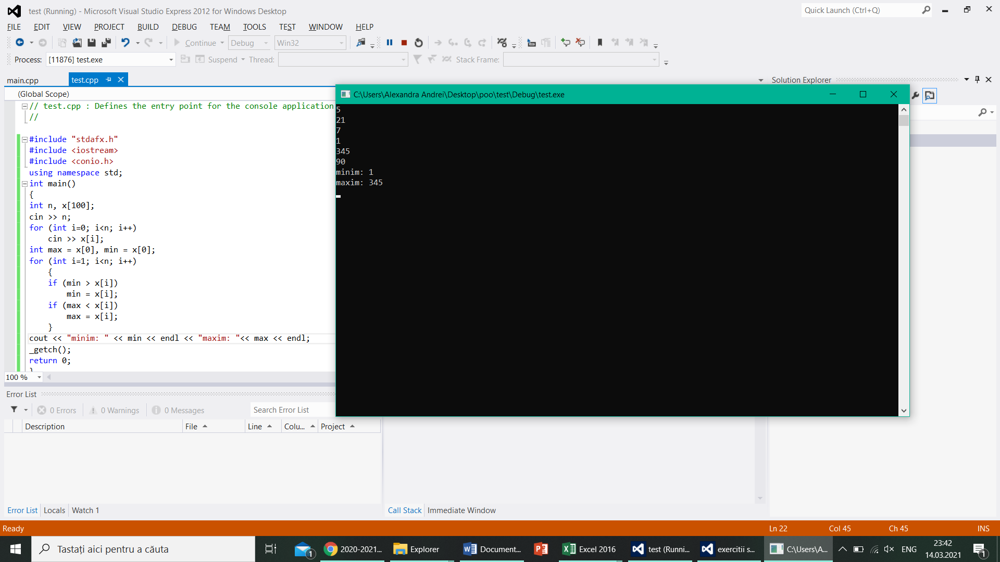 test (Running) - Microsoft Visual Studio Express 2012 for Windows Desktop
Quick Launch (Ctrl+Q)
FILE EDIT VIEW PROJECT BUILD DEBUG TEAM TOOLS TEST WINDOW HELP
Continue Debug Win32
Process: [11876] test.exe Suspend Thread: Stack Frame:
main.cpp test.cpp
Solution Explorer
(Global Scope)
// test.cpp : Defines the entry point for the console application
//
#include "stdafx.h"
#include <iostream>
#include <conio.h>
using namespace std;
int main()
{
int n, x[100];
cin >> n;
for (int i=0; i<n; i++)
cin >> x[i];
int max = x[0], min = x[0];
for (int i=1; i<n; i++)
{
if (min > x[i])
min = x[i];
if (max < x[i])
max = x[i];
}
cout << "minim: " << min << endl << "maxim: "<< max << endl;
_getch();
return 0;
}
100 %
C:\Users\Alexandra Andrei\Desktop\poo\test\Debug\test.exe
5
21
7
1
345
90
minim: 1
maxim: 345
Error List
0 Errors 0 Warnings 0 Messages Search Error List
Description File Line Colu... Project
Error List Locals Watch 1
Call Stack Immediate Window
Ready Ln 22 Col 45 Ch 45 INS
Tastați aici pentru a căuta
1
2020-2021... Explorer Document... Excel 2016 test (Runni... exercitii s... C:\Users\A... ENG
23:42
14.03.2021
1